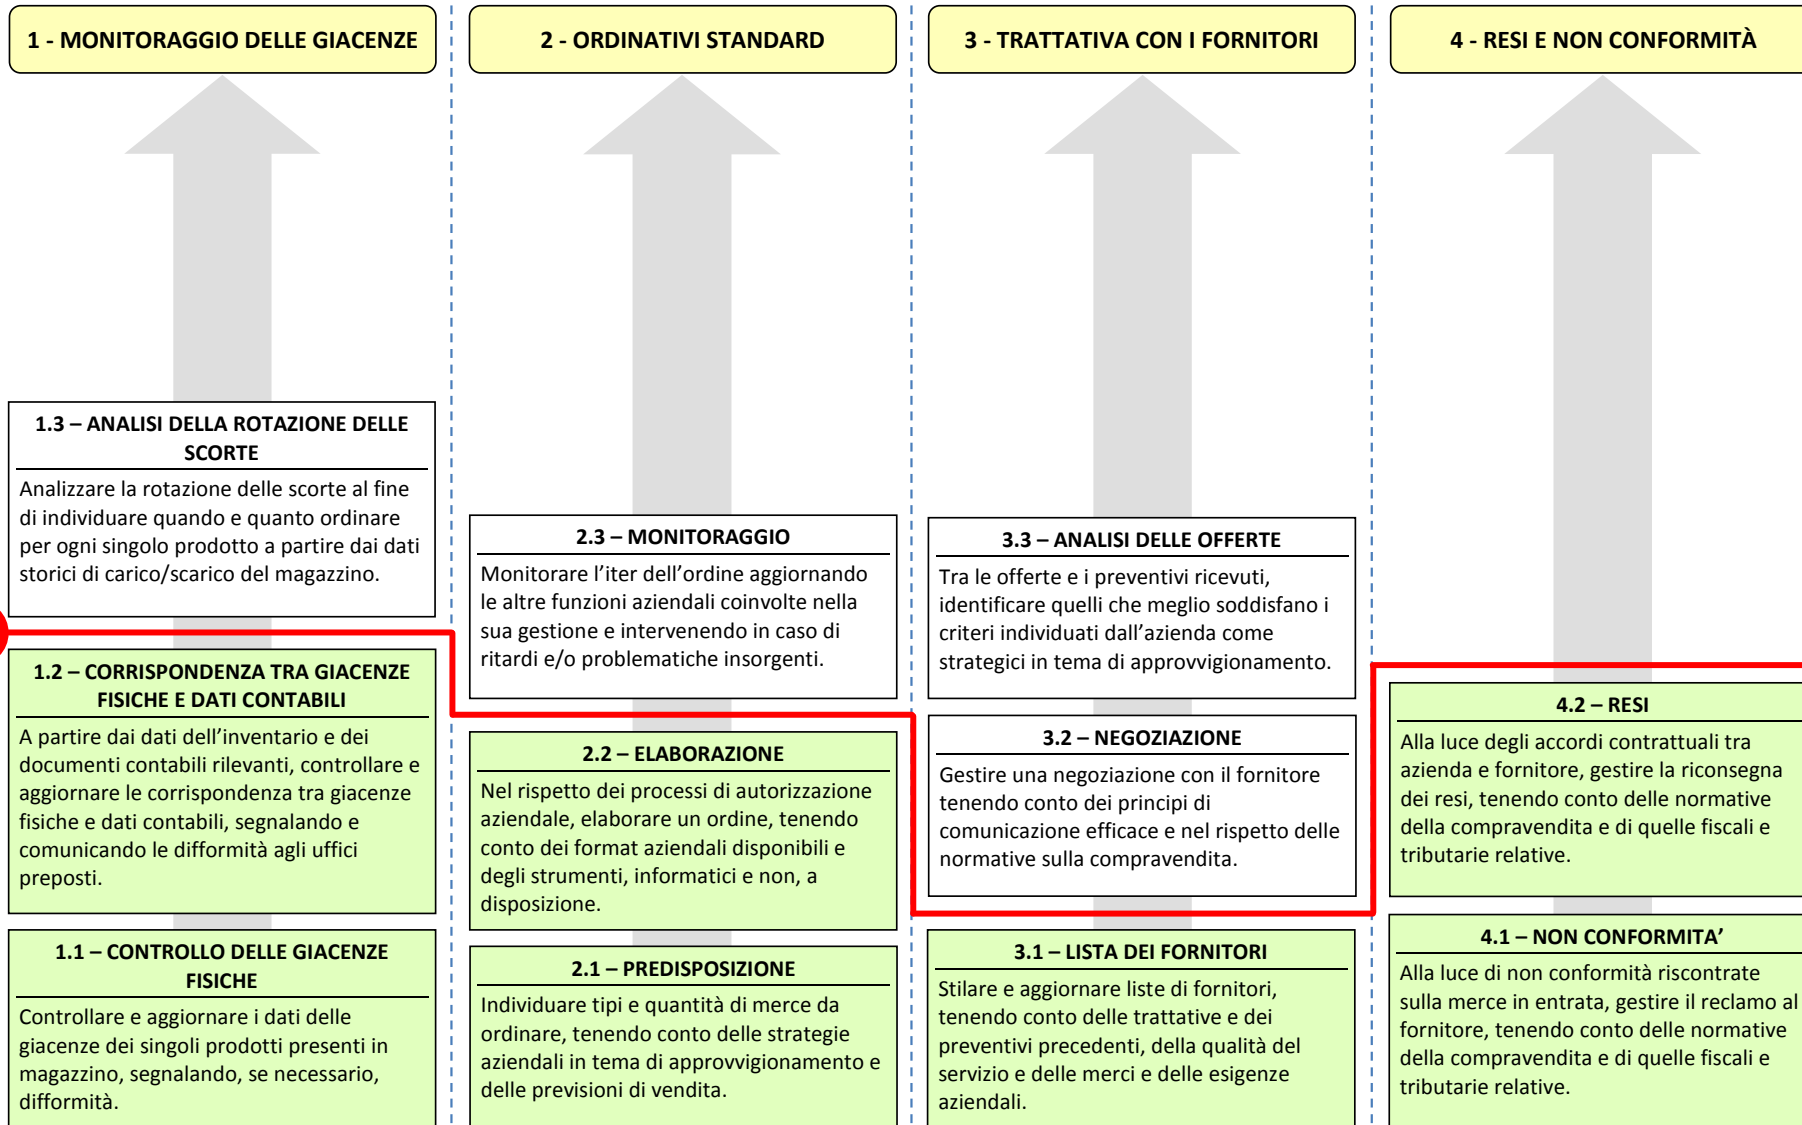 1 - MONITORAGGIO DELLE GIACENZE
2 - ORDINATIVI STANDARD
3 - TRATTATIVA CON I FORNITORI
4 - RESI E NON CONFORMITÀ
1.3 – ANALISI DELLA ROTAZIONE DELLE
SCORTE
Analizzare la rotazione delle scorte al fine
di individuare quando e quanto ordinare
per ogni singolo prodotto a partire dai dati
storici di carico/scarico del magazzino.
1.2 – CORRISPONDENZA TRA GIACENZE
FISICHE E DATI CONTABILI
A partire dai dati dell’inventario e dei
documenti contabili rilevanti, controllare e
aggiornare le corrispondenza tra giacenze
fisiche e dati contabili, segnalando e
comunicando le difformità agli uffici
preposti.
1.1 – CONTROLLO DELLE GIACENZE
FISICHE
Controllare e aggiornare i dati delle
giacenze dei singoli prodotti presenti in
magazzino, segnalando, se necessario,
difformità.
2.3 – MONITORAGGIO
Monitorare l’iter dell’ordine aggiornando
le altre funzioni aziendali coinvolte nella
sua gestione e intervenendo in caso di
ritardi e/o problematiche insorgenti.
2.2 – ELABORAZIONE
Nel rispetto dei processi di autorizzazione
aziendale, elaborare un ordine, tenendo
conto dei format aziendali disponibili e
degli strumenti, informatici e non, a
disposizione.
2.1 – PREDISPOSIZIONE
Individuare tipi e quantità di merce da
ordinare, tenendo conto delle strategie
aziendali in tema di approvvigionamento e
delle previsioni di vendita.
3.3 – ANALISI DELLE OFFERTE
Tra le offerte e i preventivi ricevuti,
identificare quelli che meglio soddisfano i
criteri individuati dall’azienda come
strategici in tema di approvvigionamento.
3.2 – NEGOZIAZIONE
Gestire una negoziazione con il fornitore
tenendo conto dei principi di
comunicazione efficace e nel rispetto delle
normative sulla compravendita.
3.1 – LISTA DEI FORNITORI
Stilare e aggiornare liste di fornitori,
tenendo conto delle trattative e dei
preventivi precedenti, della qualità del
servizio e delle merci e delle esigenze
aziendali.
4.2 – RESI
Alla luce degli accordi contrattuali tra
azienda e fornitore, gestire la riconsegna
dei resi, tenendo conto delle normative
della compravendita e di quelle fiscali e
tributarie relative.
4.1 – NON CONFORMITA’
Alla luce di non conformità riscontrate
sulla merce in entrata, gestire il reclamo al
fornitore, tenendo conto delle normative
della compravendita e di quelle fiscali e
tributarie relative.